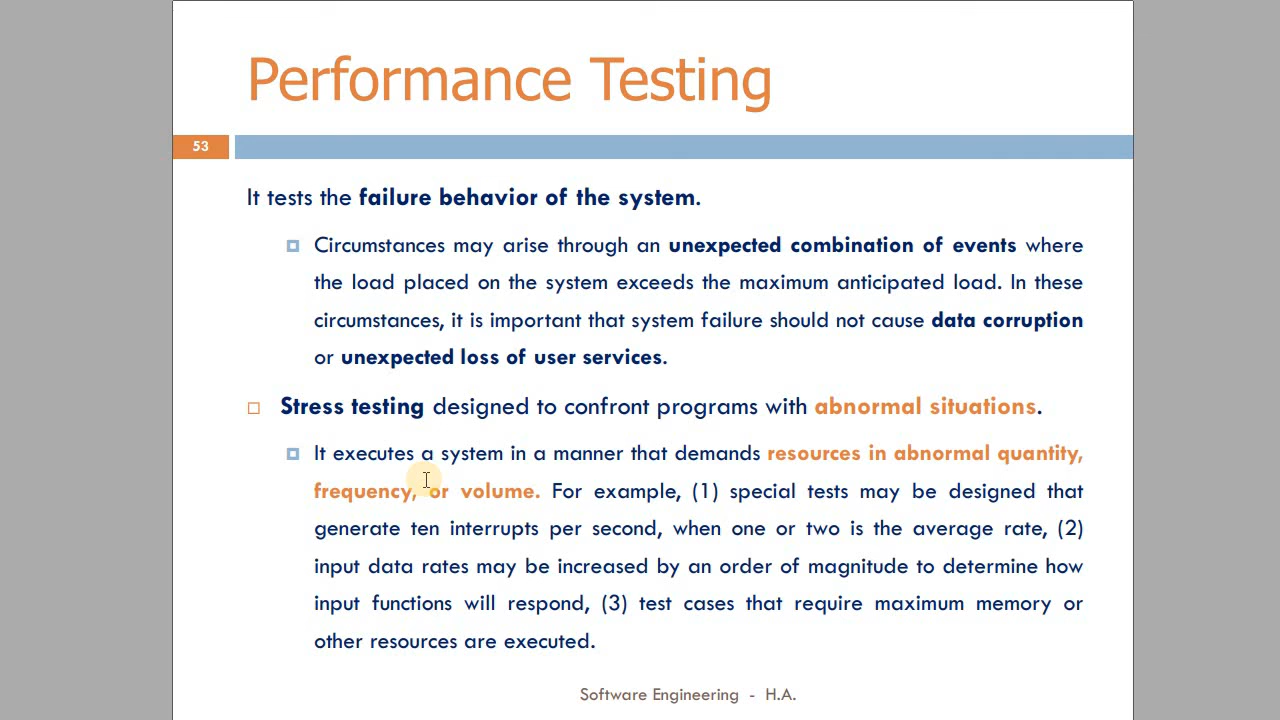 Performance Testing
53
It tests the failure behavior of the system.
Circumstances may arise through an unexpected combination of events where
the load placed on the system exceeds the maximum anticipated load. In these
circumstances, it is important that system failure should not cause data corruption
or unexpected loss of user services.
Stress testing designed to confront programs with abnormal situations.
It executes a system in a manner that demands resources in abnormal quantity,
frequency, or volume. For example, (1) special tests may be designed that
generate ten interrupts per second, when one or two is the average rate, (2)
input data rates may be increased by an order of magnitude to determine how
input functions will respond, (3) test cases that require maximum memory or
other resources are executed.
Software Engineering - H.A.